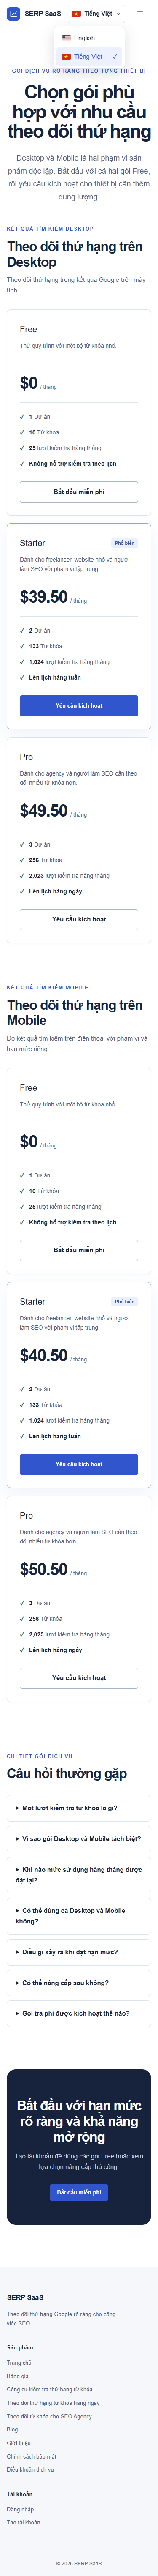 SERP SaaS
Tiếng Việt
English
Tiếng Việt ✓
GÓI DỊCH VỤ RÕ RÀNG THEO TỪNG THIẾT BỊ
Chọn gói phù
hợp với nhu cầu
theo dõi thứ hạng
Desktop và Mobile là hai phạm vi sản
phẩm độc lập. Bắt đầu với cả hai gói Free,
rồi yêu cầu kích hoạt cho thiết bị cần thêm
dung lượng.
KẾT QUẢ TÌM KIẾM DESKTOP
Theo dõi thứ hạng trên
Desktop
Theo dõi thứ hạng trong kết quả Google trên máy
tính.
Free
Thử quy trình với một bộ từ khóa nhỏ.
$0 / tháng
✓ 1 Dự án
✓ 10 Từ khóa
✓ 25 lượt kiểm tra hàng tháng
✓ Không hỗ trợ kiểm tra theo lịch
Bắt đầu miễn phí
Starter
Phổ biến
Dành cho freelancer, website nhỏ và người
làm SEO với phạm vi tập trung.
$39.50 / tháng
✓ 2 Dự án
✓ 133 Từ khóa
✓ 1,024 lượt kiểm tra hàng tháng
✓ Lên lịch hàng tuần
Yêu cầu kích hoạt
Pro
Dành cho agency và người làm SEO cần theo
dõi nhiều từ khóa hơn.
$49.50 / tháng
✓ 3 Dự án
✓ 256 Từ khóa
✓ 2,023 lượt kiểm tra hàng tháng
✓ Lên lịch hàng ngày
Yêu cầu kích hoạt
KẾT QUẢ TÌM KIẾM MOBILE
Theo dõi thứ hạng trên
Mobile
Đo kết quả tìm kiếm trên điện thoại với phạm vi và
hạn mức riêng.
Free
Thử quy trình với một bộ từ khóa nhỏ.
$0 / tháng
✓ 1 Dự án
✓ 10 Từ khóa
✓ 25 lượt kiểm tra hàng tháng
✓ Không hỗ trợ kiểm tra theo lịch
Bắt đầu miễn phí
Starter
Phổ biến
Dành cho freelancer, website nhỏ và người
làm SEO với phạm vi tập trung.
$40.50 / tháng
✓ 2 Dự án
✓ 133 Từ khóa
✓ 1,024 lượt kiểm tra hàng tháng
✓ Lên lịch hàng tuần
Yêu cầu kích hoạt
Pro
Dành cho agency và người làm SEO cần theo
dõi nhiều từ khóa hơn.
$50.50 / tháng
✓ 3 Dự án
✓ 256 Từ khóa
✓ 2,023 lượt kiểm tra hàng tháng
✓ Lên lịch hàng ngày
Yêu cầu kích hoạt
CHI TIẾT GÓI DỊCH VỤ
Câu hỏi thường gặp
Một lượt kiểm tra từ khóa là gì?
Vì sao gói Desktop và Mobile tách biệt?
Khi nào mức sử dụng hàng tháng được
đặt lại?
Có thể dùng cả Desktop và Mobile
không?
Điều gì xảy ra khi đạt hạn mức?
Có thể nâng cấp sau không?
Gói trả phí được kích hoạt thế nào?
Bắt đầu với hạn mức
rõ ràng và khả năng
mở rộng
Tạo tài khoản để dùng các gói Free hoặc xem
lựa chọn nâng cấp thủ công.
Bắt đầu miễn phí
SERP SaaS
Theo dõi thứ hạng Google rõ ràng cho công
việc SEO.
Sản phẩm
Trang chủ
Bảng giá
Công cụ kiểm tra thứ hạng từ khóa
Theo dõi thứ hạng từ khóa hàng ngày
Theo dõi từ khóa cho SEO Agency
Blog
Giới thiệu
Chính sách bảo mật
Điều khoản dịch vụ
Tài khoản
Đăng nhập
Tạo tài khoản
© 2026 SERP SaaS